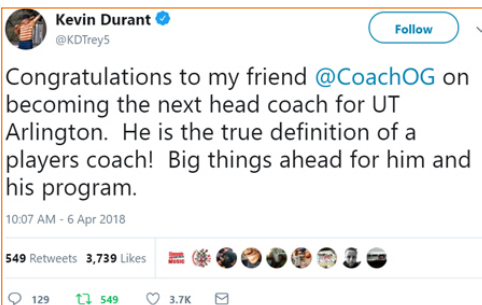 Kevin Durant
@KDTrey5
Follow
Congratulations to my friend @CoachOG on
becoming the next head coach for UT
Arlington. He is the true definition of a
players coach! Big things ahead for him and
his program.
10:07 AM - 6 Apr 2018
549 Retweets 3,739 Likes
129 549 3.7K